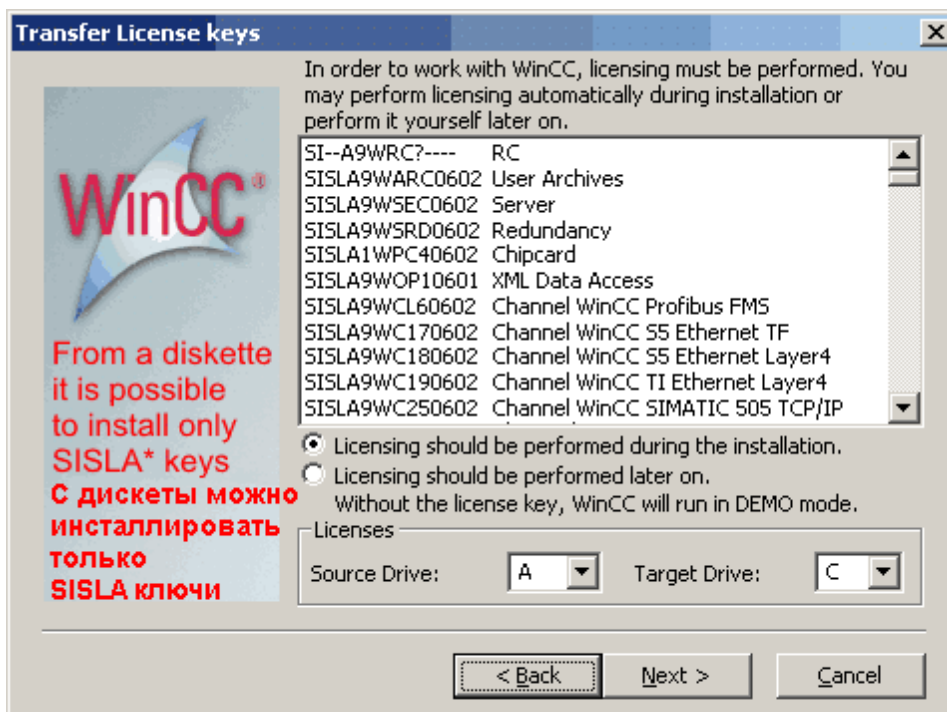 Transfer License keys
In order to work with WinCC, licensing must be performed. You
may perform licensing automatically during installation or
perform it yourself later on.
WinCC®
From a diskette
it is possible
to install only
SISLA* keys
С дискеты можно
инсталлировать
только
SISLA ключи
SI--A9WRC?---- RC
SISLA9WARC0602 User Archives
SISLA9WSEC0602 Server
SISLA9WSRD0602 Redundancy
SISLA1WPC40602 Chipcard
SISLA9WOP10601 XML Data Access
SISLA9WCL60602 Channel WinCC Profibus FMS
SISLA9WC170602 Channel WinCC S5 Ethernet TF
SISLA9WC180602 Channel WinCC S5 Ethernet Layer4
SISLA9WC190602 Channel WinCC TI Ethernet Layer4
SISLA9WC250602 Channel WinCC SIMATIC 505 TCP/IP
Licensing should be performed during the installation.
Licensing should be performed later on.
Without the license key, WinCC will run in DEMO mode.
Licenses
Source Drive: A Target Drive: C
< Back Next > Cancel